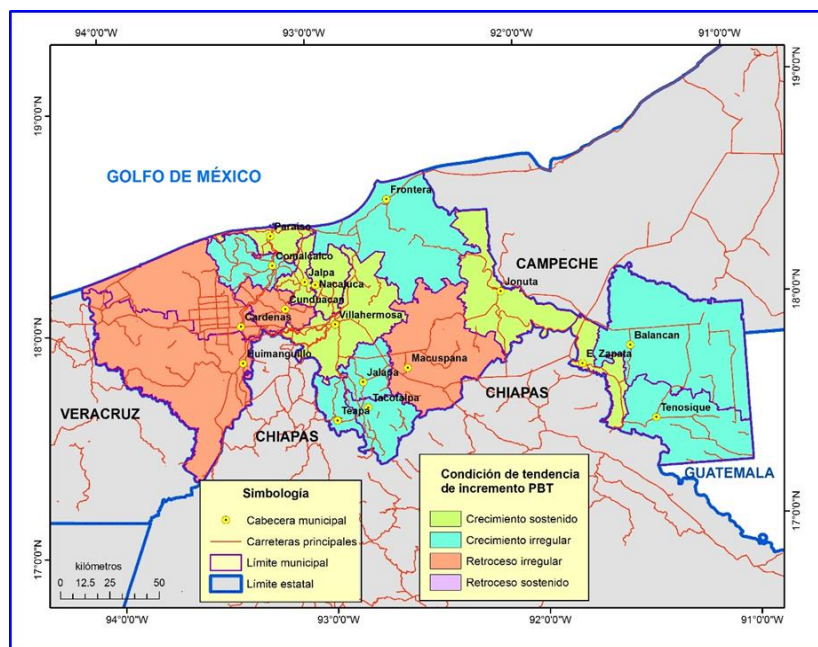 94°0'0"W
93°0'0"W
92°0'0"W
91°0'0"W
19°0'0"N
19°0'0"N
GOLFO DE MÉXICO
Frontera
Paraíso
CAMPECHE
Comalcalco
Jalpa
Nacajuca
Jonuta
Cunduacan
18°0'0"N
Cardenas
Villahermosa
18°0'0"N
Balancan
Huimanguillo
Macuspana
E. Zapata
Jalapa
CHIAPAS
VERACRUZ
Tacotalpa
Teapa
Tenosique
CHIAPAS
GUATEMALA
Simbología
Cabecera municipal
Carreteras principales
Límite municipal
Límite estatal
Condición de tendencia
de incremento PBT
Crecimiento sostenido
Crecimiento irregular
Retroceso irregular
Retroceso sostenido
17°0'0"N
17°0'0"N
kilómetros
0 12.5 25 50
94°0'0"W
93°0'0"W
92°0'0"W
91°0'0"W